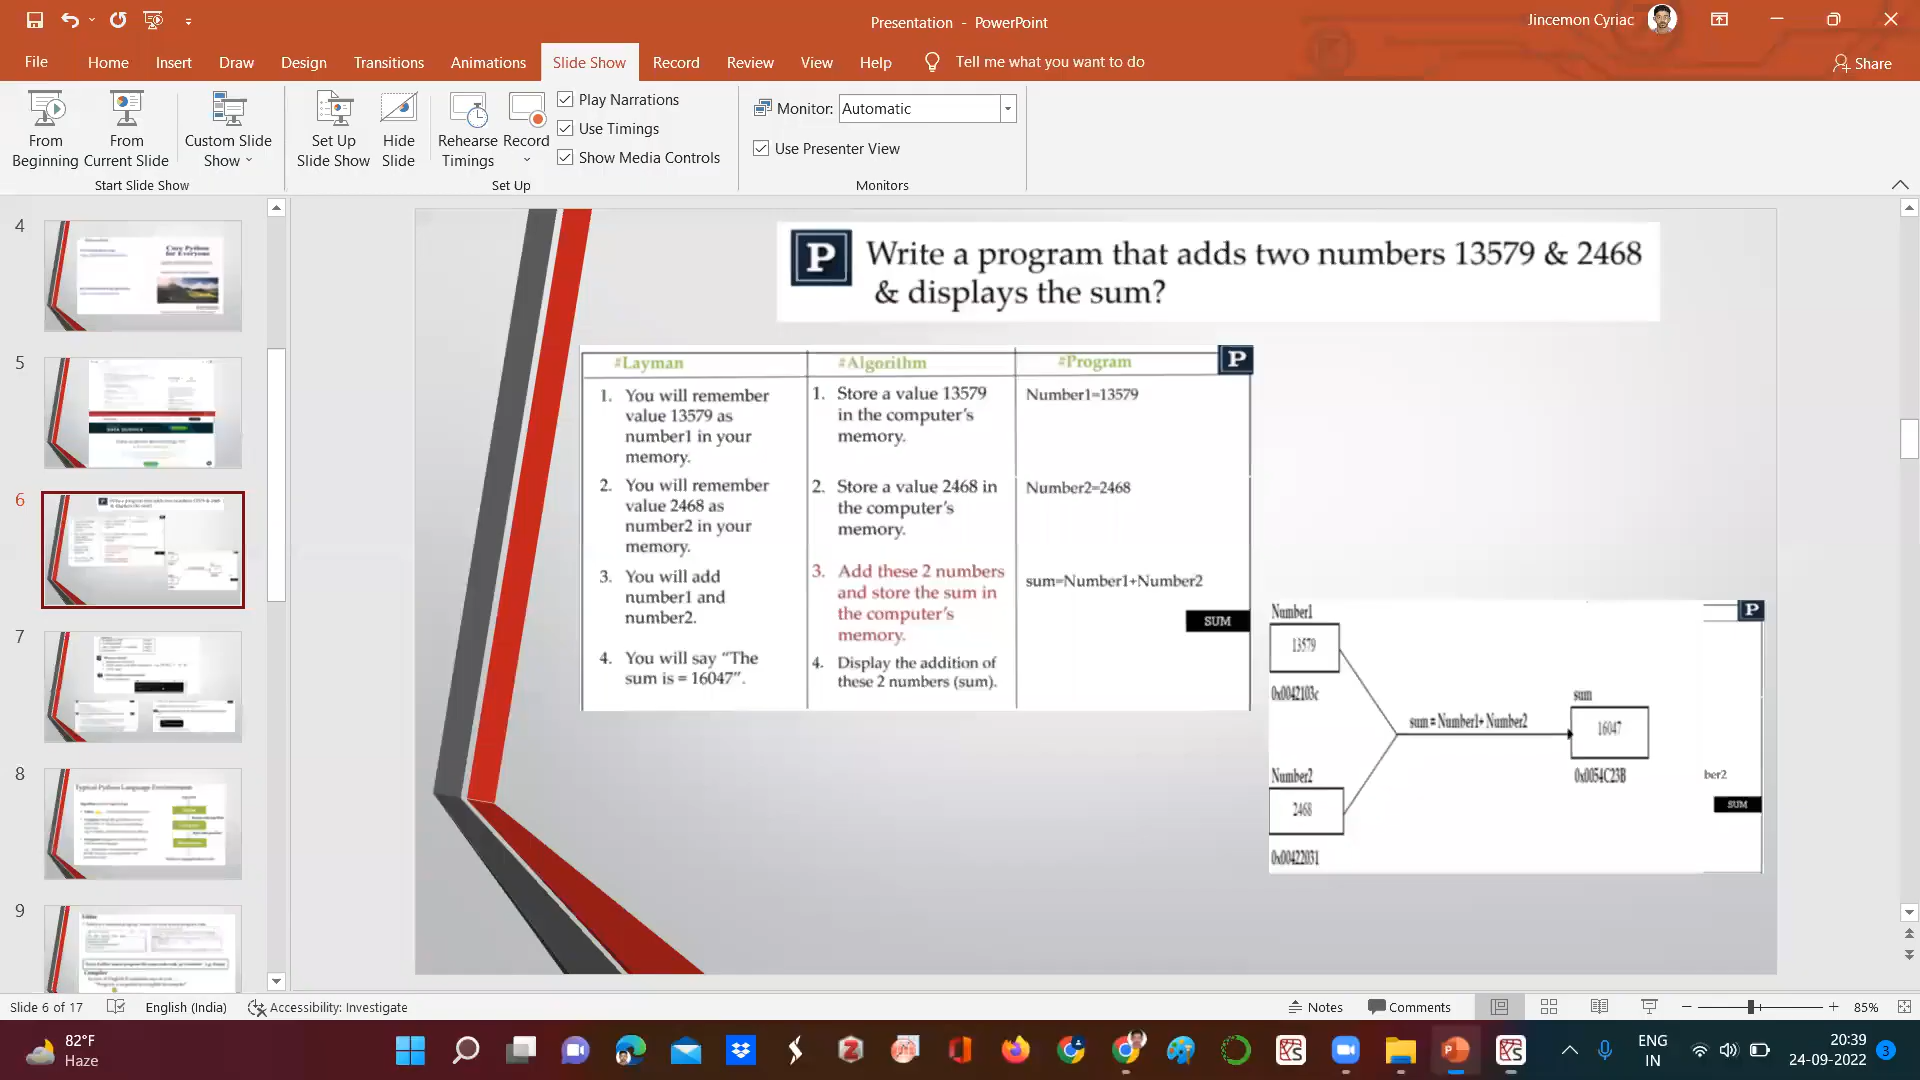 Presentation - PowerPoint
Jincemon Cyriac
File
Home
Insert
Draw
Design
Transitions
Animations
Slide Show
Record
Review
View
Help
Tell me what you want to do
Share
From
Beginning
From
Current Slide
Custom Slide
Show
Start Slide Show
Set Up
Slide Show
Hide
Slide
Rehearse
Timings
Record
Play Narrations
Use Timings
Show Media Controls
Set Up
Monitor:
Automatic
Use Presenter View
Monitors
4
Core Python
for Everyone
5
6
7
8
Typical Python Language Environment
9
P
Write a program that adds two numbers 13579 & 2468
& displays the sum?
#Layman
#Algorithm
#Program
P
1. You will remember
value 13579 as
number1 in your
memory.
1. Store a value 13579
in the computer's
memory.
Number1=13579
2. You will remember
value 2468 as
number2 in your
memory.
2. Store a value 2468 in
the computer's
memory.
Number2=2468
3. You will add
number1 and
number2.
3. Add these 2 numbers
and store the sum in
the computer's
memory.
sum=Number1+Number2
SUM
4. You will say “The
sum is = 16047”.
4. Display the addition of
these 2 numbers (sum).
P
Number1
13579
0x0042103c
sum = Number1+ Number2
sum
16047
0x0054C23B
Number2
2468
0x00422031
ber2
SUM
Slide 6 of 17
English (India)
Accessibility: Investigate
Notes
Comments
85%
82°F
Haze
ENG
IN
20:39
24-09-2022
3